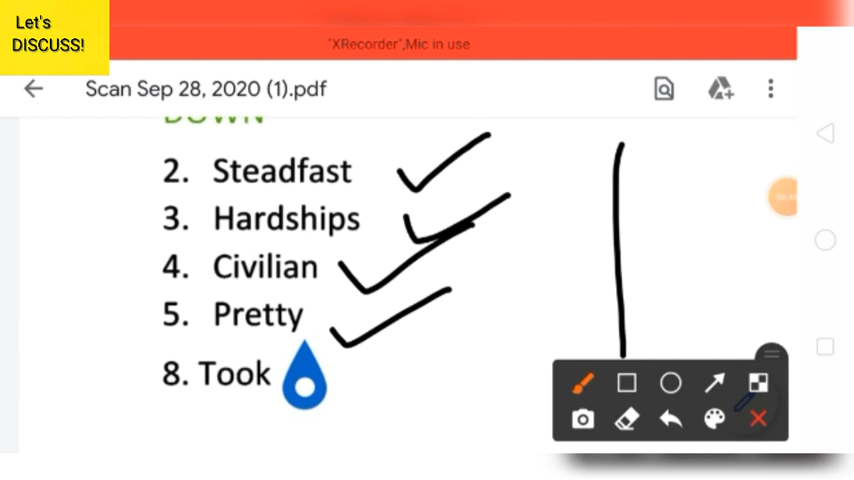 Let's
DISCUSS!
"XRecorder",Mic in use
Scan Sep 28, 2020 (1).pdf
DOWN
2. Steadfast
3. Hardships
4. Civilian
5. Pretty
8. Took